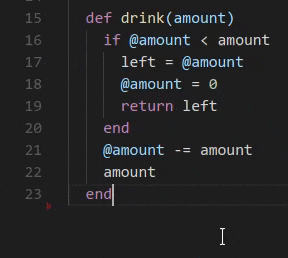 15 def drink(amount)
16 if @amount < amount
17 left = @amount
18 @amount = 0
19 return left
20 end
21 @amount -= amount
22 amount
23 end